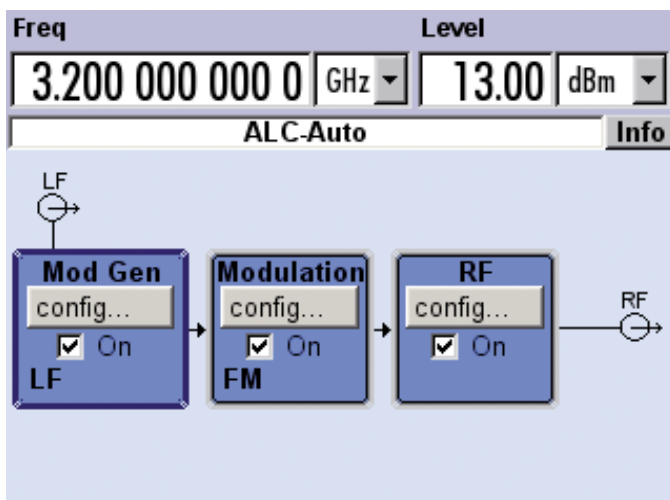 Freq Level
3.200 000 000 0 GHz 13.00 dBm
ALC-Auto Info
LF
Mod Gen Modulation RF
config... config... config... RF
On On On
LF FM